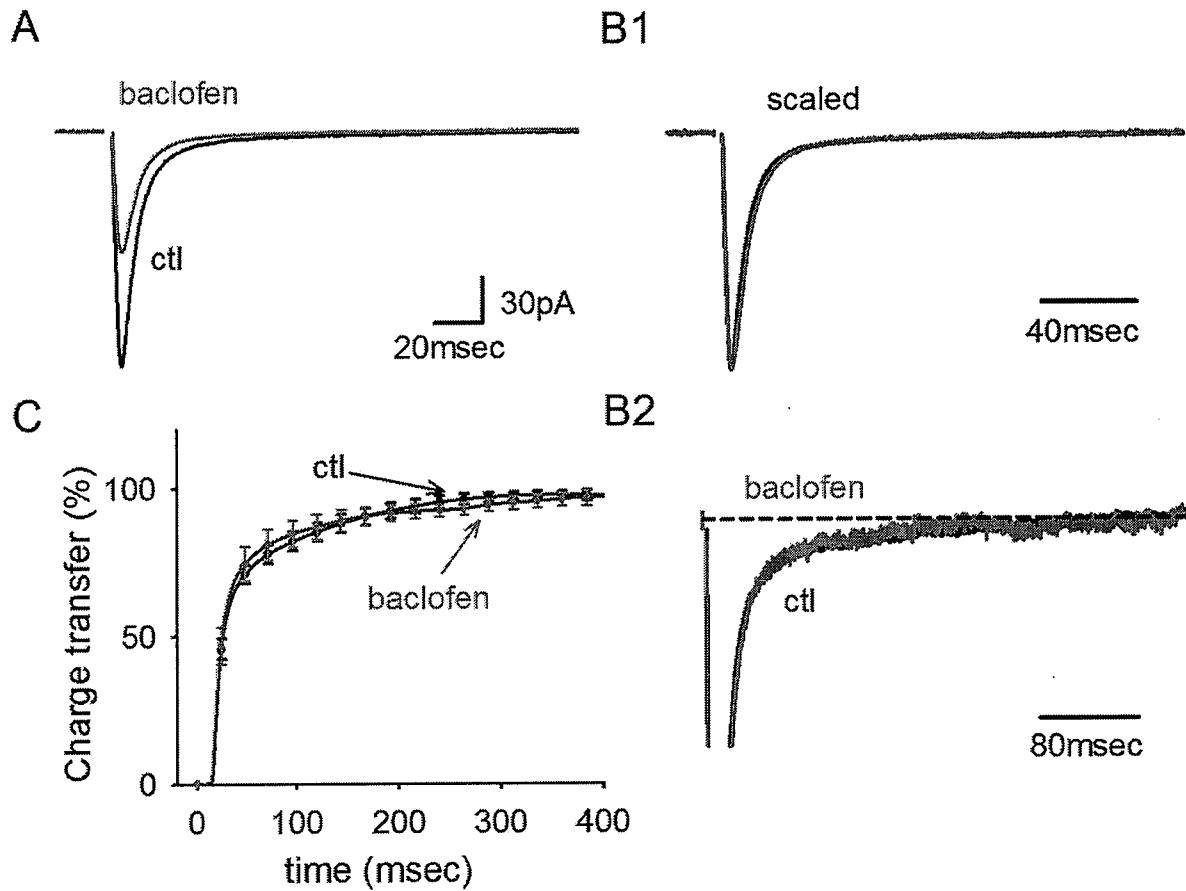 A
baclofen
ctl
30pA
20msec
B1
scaled
40msec
C
Charge transfer (%)
100
50
0
ctl
baclofen
0 100 200 300 400
time (msec)
B2
baclofen
ctl
80msec